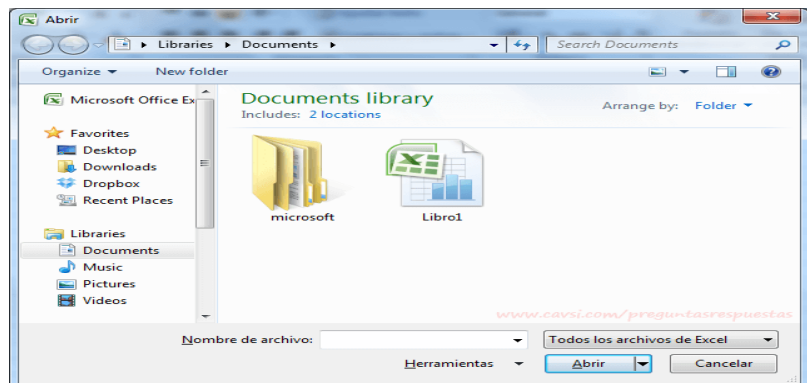 Abrir
Libraries Documents
Search Documents
Organize New folder
Microsoft Office Ex
Favorites
Desktop
Downloads
Dropbox
Recent Places
Libraries
Documents
Music
Pictures
Videos
Documents library
Includes: 2 locations
Arrange by: Folder
microsoft
Libro1
www.cavsi.com/preguntasrespuestas
Nombre de archivo:
Todos los archivos de Excel
Herramientas
Abrir
Cancelar